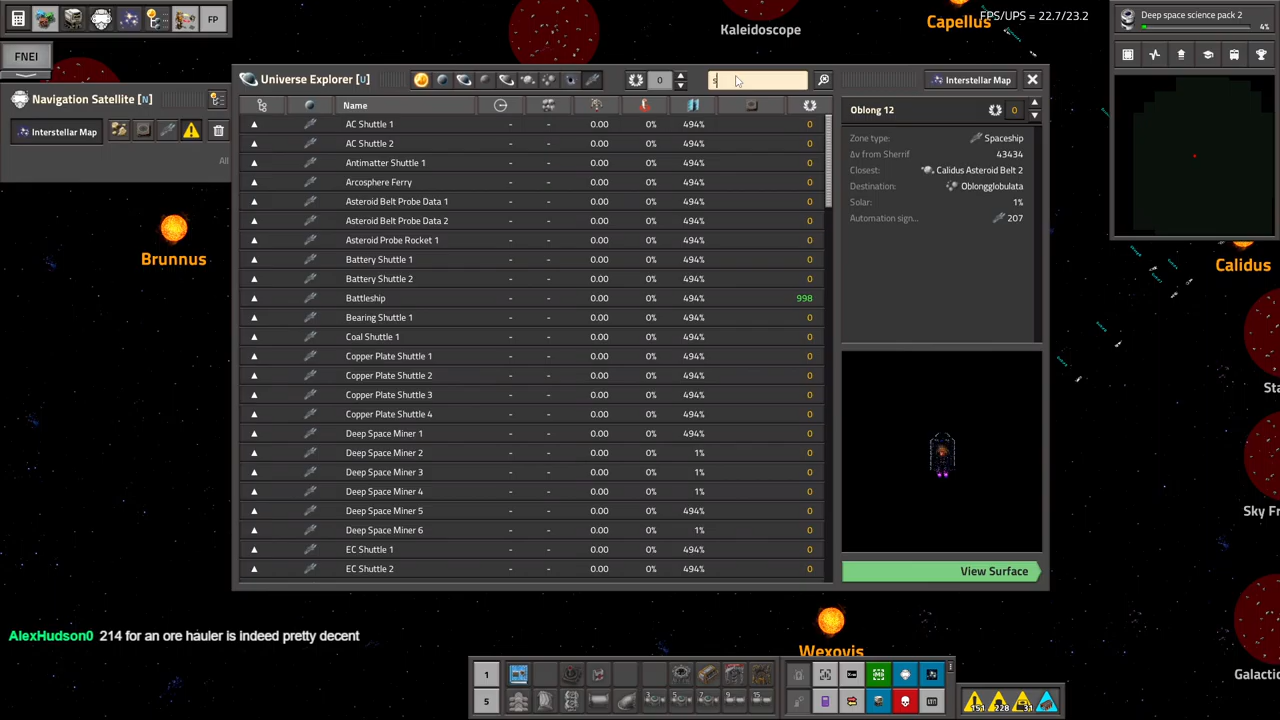 FP
FNEI
Navigation Satellite [N]
Interstellar Map
All
Brunnus
Kaleidoscope
Capellus
FPS/UPS = 22.7/23.2
Deep space science pack 2
4%
Universe Explorer [U]
0
s
Interstellar Map
Name
AC Shuttle 1 - - 0.00 0% 494% 0
AC Shuttle 2 - - 0.00 0% 494% 0
Antimatter Shuttle 1 - - 0.00 0% 494% 0
Arcosphere Ferry - - 0.00 0% 494% 0
Asteroid Belt Probe Data 1 - - 0.00 0% 494% 0
Asteroid Belt Probe Data 2 - - 0.00 0% 494% 0
Asteroid Probe Rocket 1 - - 0.00 0% 494% 0
Battery Shuttle 1 - - 0.00 0% 494% 0
Battery Shuttle 2 - - 0.00 0% 494% 0
Battleship - - 0.00 0% 494% 998
Bearing Shuttle 1 - - 0.00 0% 494% 0
Coal Shuttle 1 - - 0.00 0% 494% 0
Copper Plate Shuttle 1 - - 0.00 0% 494% 0
Copper Plate Shuttle 2 - - 0.00 0% 494% 0
Copper Plate Shuttle 3 - - 0.00 0% 494% 0
Copper Plate Shuttle 4 - - 0.00 0% 494% 0
Deep Space Miner 1 - - 0.00 0% 494% 0
Deep Space Miner 2 - - 0.00 0% 1% 0
Deep Space Miner 3 - - 0.00 0% 1% 0
Deep Space Miner 4 - - 0.00 0% 1% 0
Deep Space Miner 5 - - 0.00 0% 494% 0
Deep Space Miner 6 - - 0.00 0% 1% 0
EC Shuttle 1 - - 0.00 0% 494% 0
EC Shuttle 2 - - 0.00 0% 494% 0
Oblong 12 0
Zone type: Spaceship
Δv from Sherrif 43434
Closest: Calidus Asteroid Belt 2
Destination: Oblongglobulata
Solar: 1%
Automation sign... 207
View Surface
Calidus
Sta
Sky Fr
Galactic
Wexovis
AlexHudson0 214 for an ore hauler is indeed pretty decent
1
5